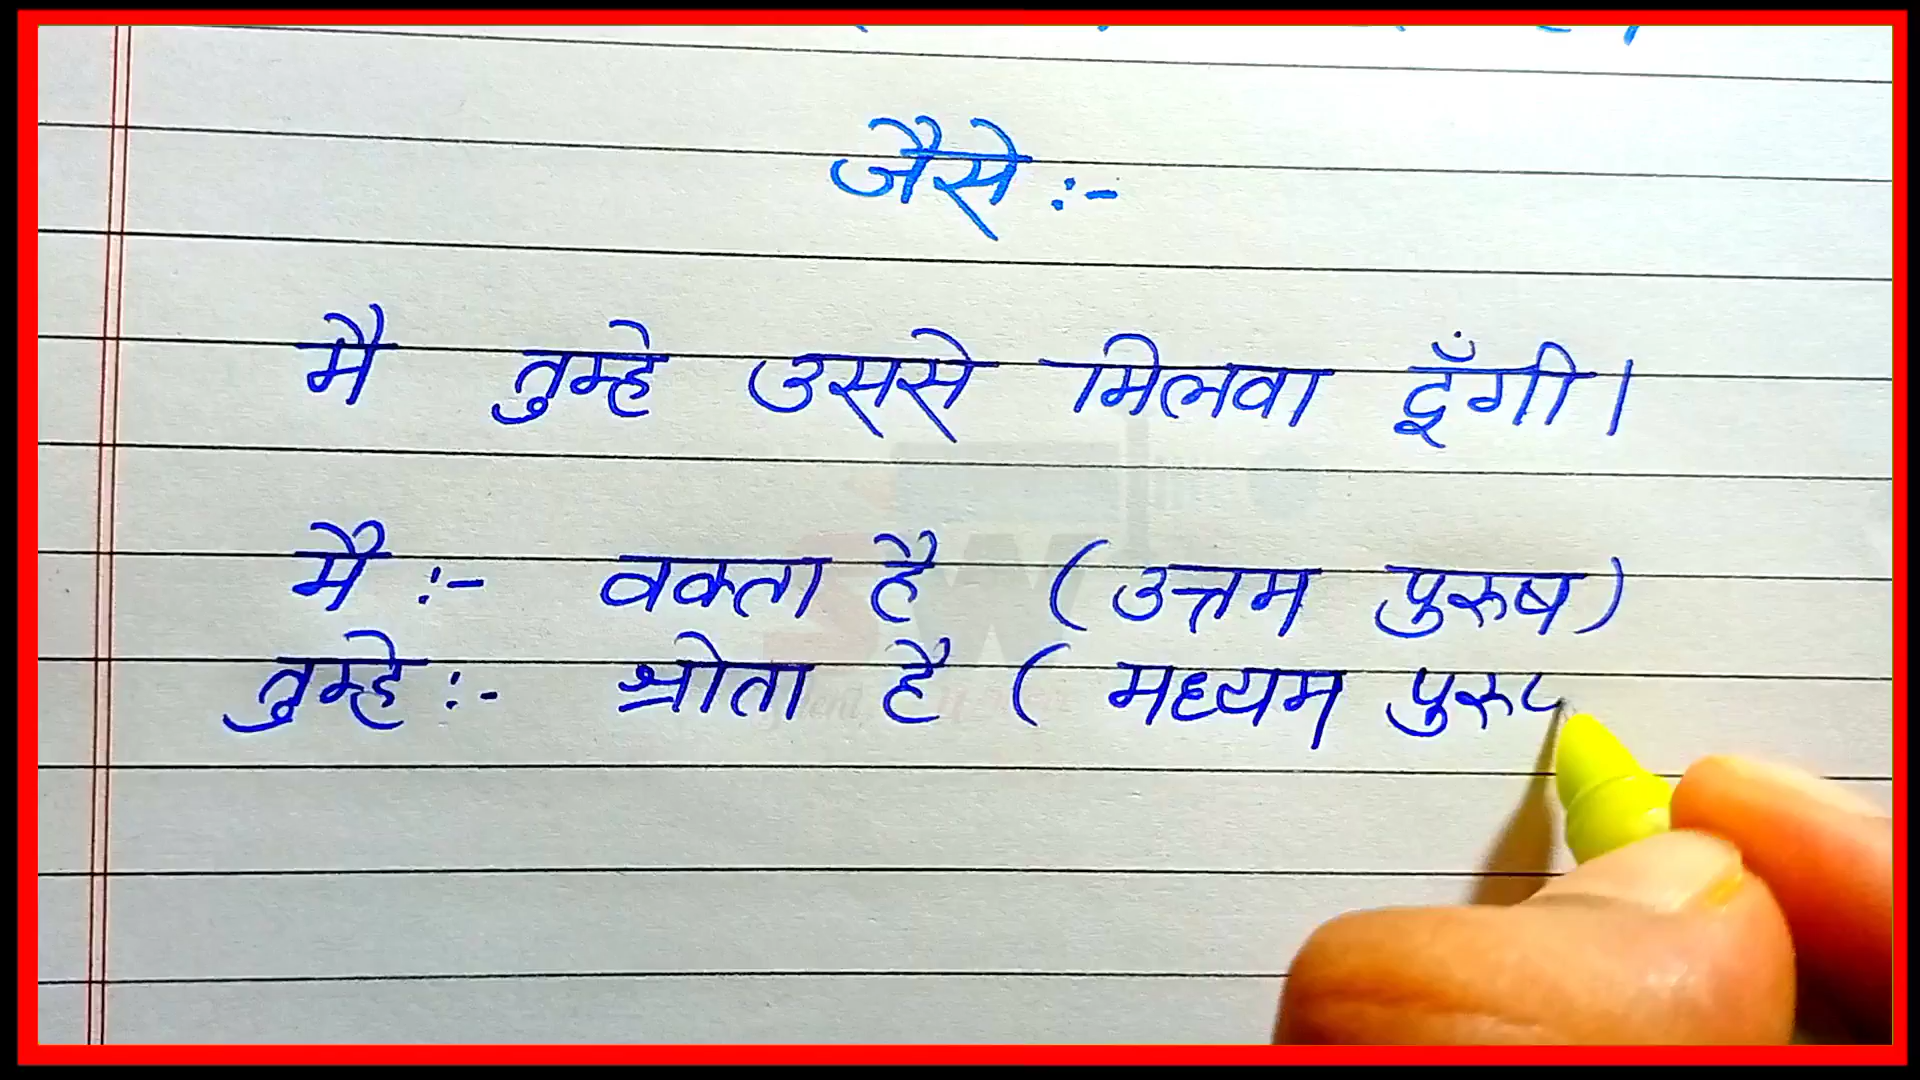 जैसे :-
मै तुम्हे उससे मिलवा दूँगी।
मै :- वक्ता है (उत्तम पुरुष)
तुम्हे :- श्रोता है ( मध्यम